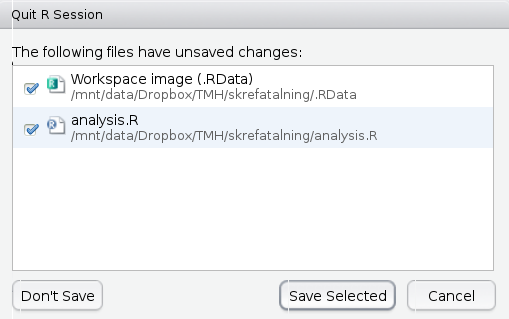 Quit R Session
The following files have unsaved changes:
Workspace image (.RData)
/mnt/data/Dropbox/TMH/skrefatalning/.RData
analysis.R
/mnt/data/Dropbox/TMH/skrefatalning/analysis.R
Don't Save
Save Selected
Cancel